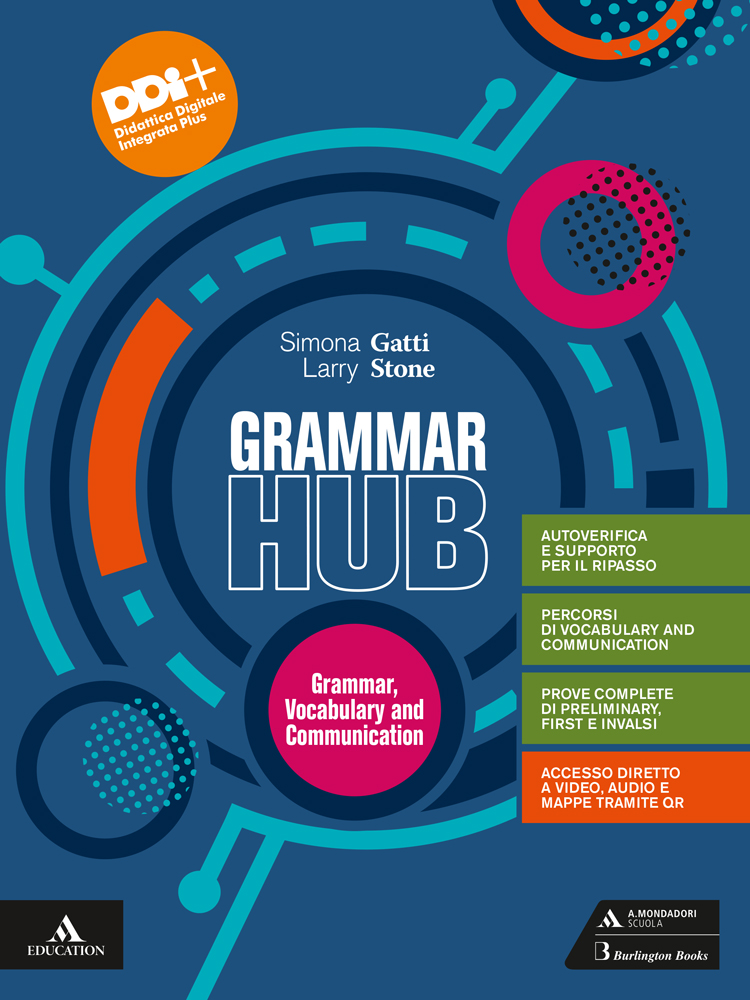 DDi+
Didattica Digitale
Integrata Plus
Simona Gatti
Larry Stone
GRAMMAR
HUB
Grammar,
Vocabulary and
Communication
AUTOVERIFICA
E SUPPORTO
PER IL RIPASSO
PERCORSI
DI VOCABULARY AND
COMMUNICATION
PROVE COMPLETE
DI PRELIMINARY,
FIRST E INVALSI
ACCESSO DIRETTO
A VIDEO, AUDIO E
MAPPE TRAMITE QR
EDUCATION
A.MONDADORI
SCUOLA
B Burlington Books